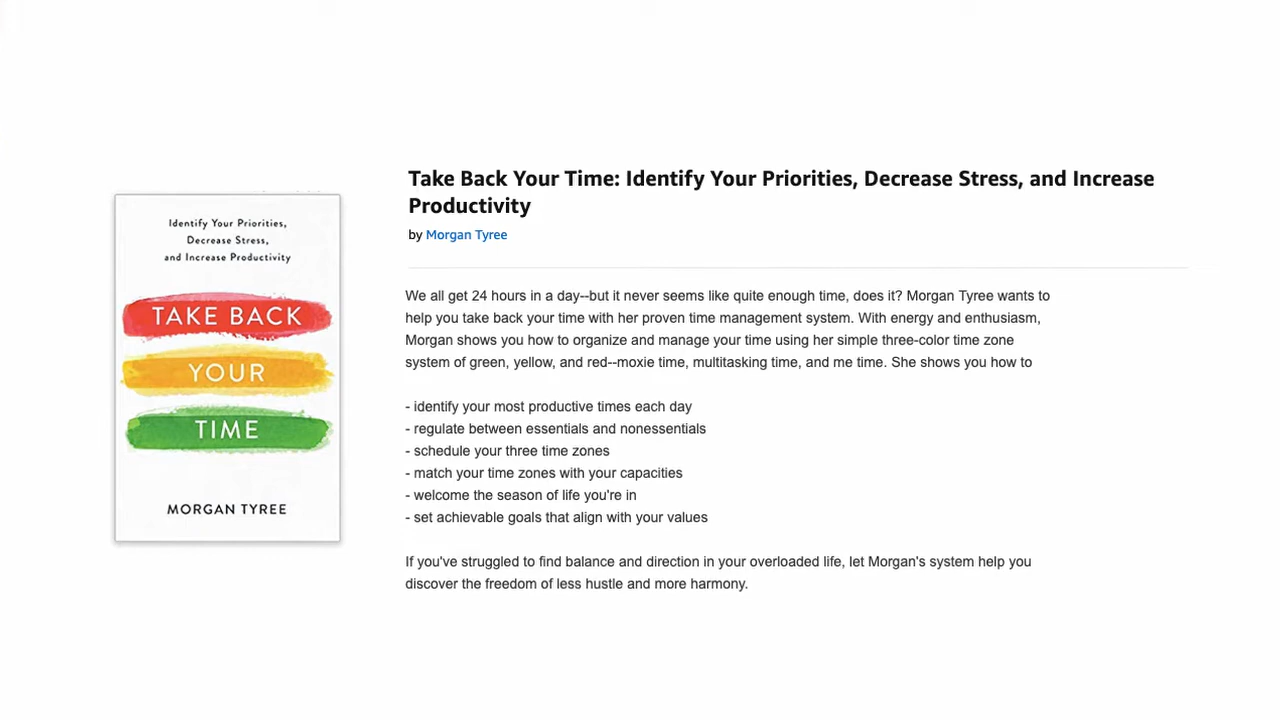 Identify Your Priorities,
Decrease Stress,
and Increase Productivity
TAKE BACK
YOUR
TIME
MORGAN TYREE
Take Back Your Time: Identify Your Priorities, Decrease Stress, and Increase
Productivity
by Morgan Tyree
We all get 24 hours in a day--but it never seems like quite enough time, does it? Morgan Tyree wants to
help you take back your time with her proven time management system. With energy and enthusiasm,
Morgan shows you how to organize and manage your time using her simple three-color time zone
system of green, yellow, and red--moxie time, multitasking time, and me time. She shows you how to
- identify your most productive times each day
- regulate between essentials and nonessentials
- schedule your three time zones
- match your time zones with your capacities
- welcome the season of life you're in
- set achievable goals that align with your values
If you've struggled to find balance and direction in your overloaded life, let Morgan's system help you
discover the freedom of less hustle and more harmony.